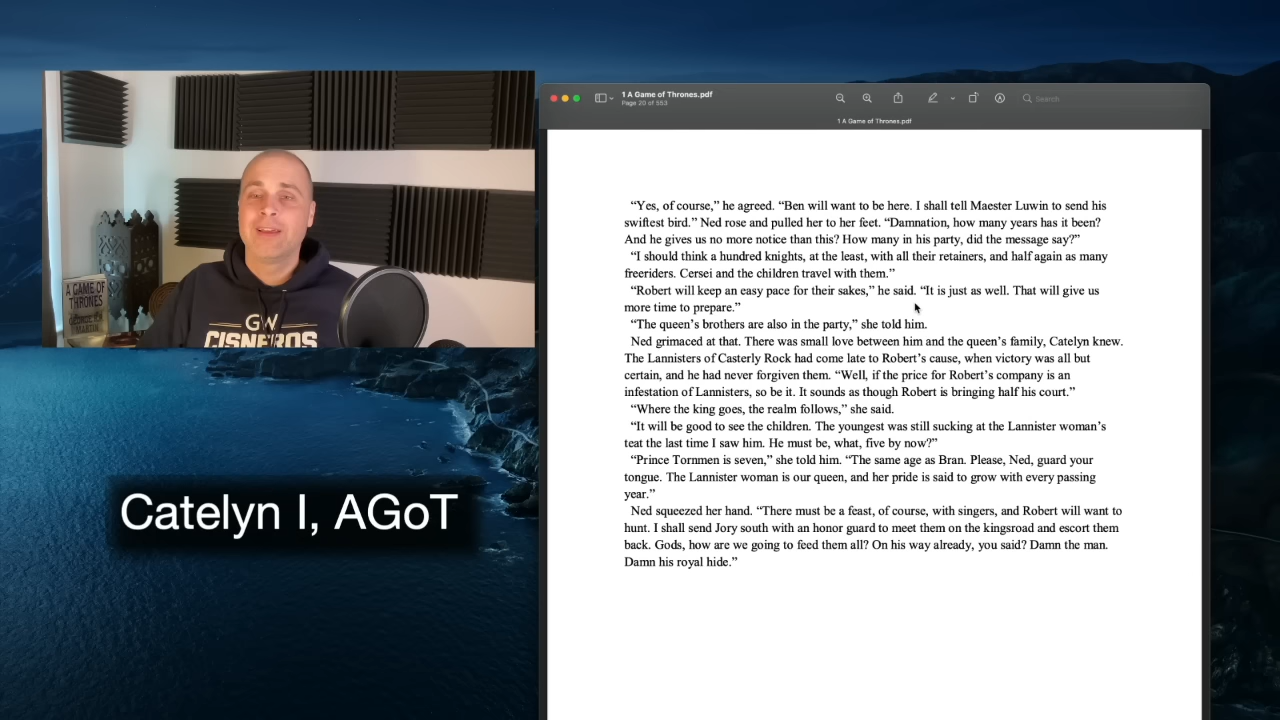 1 A Game of Thrones.pdf
Page 20 of 553
Search
1 A Game of Thrones.pdf
“Yes, of course,” he agreed. “Ben will want to be here. I shall tell Maester Luwin to send his
swiftest bird.” Ned rose and pulled her to her feet. “Damnation, how many years has it been?
And he gives us no more notice than this? How many in his party, did the message say?”
“I should think a hundred knights, at the least, with all their retainers, and half again as many
freeriders. Cersei and the children travel with them.”
“Robert will keep an easy pace for their sakes,” he said. “It is just as well. That will give us
more time to prepare.”
“The queen’s brothers are also in the party,” she told him.
Ned grimaced at that. There was small love between him and the queen’s family, Catelyn knew.
The Lannisters of Casterly Rock had come late to Robert’s cause, when victory was all but
certain, and he had never forgiven them. “Well, if the price for Robert’s company is an
infestation of Lannisters, so be it. It sounds as though Robert is bringing half his court.”
“Where the king goes, the realm follows,” she said.
“It will be good to see the children. The youngest was still sucking at the Lannister woman’s
teat the last time I saw him. He must be, what, five by now?”
“Prince Tornmen is seven,” she told him. “The same age as Bran. Please, Ned, guard your
tongue. The Lannister woman is our queen, and her pride is said to grow with every passing
year.”
Ned squeezed her hand. “There must be a feast, of course, with singers, and Robert will want to
hunt. I shall send Jory south with an honor guard to meet them on the kingsroad and escort them
back. Gods, how are we going to feed them all? On his way already, you said? Damn the man.
Damn his royal hide.”
A GAME OF
THRONES
GW
CISNEROS
Catelyn I, AGoT